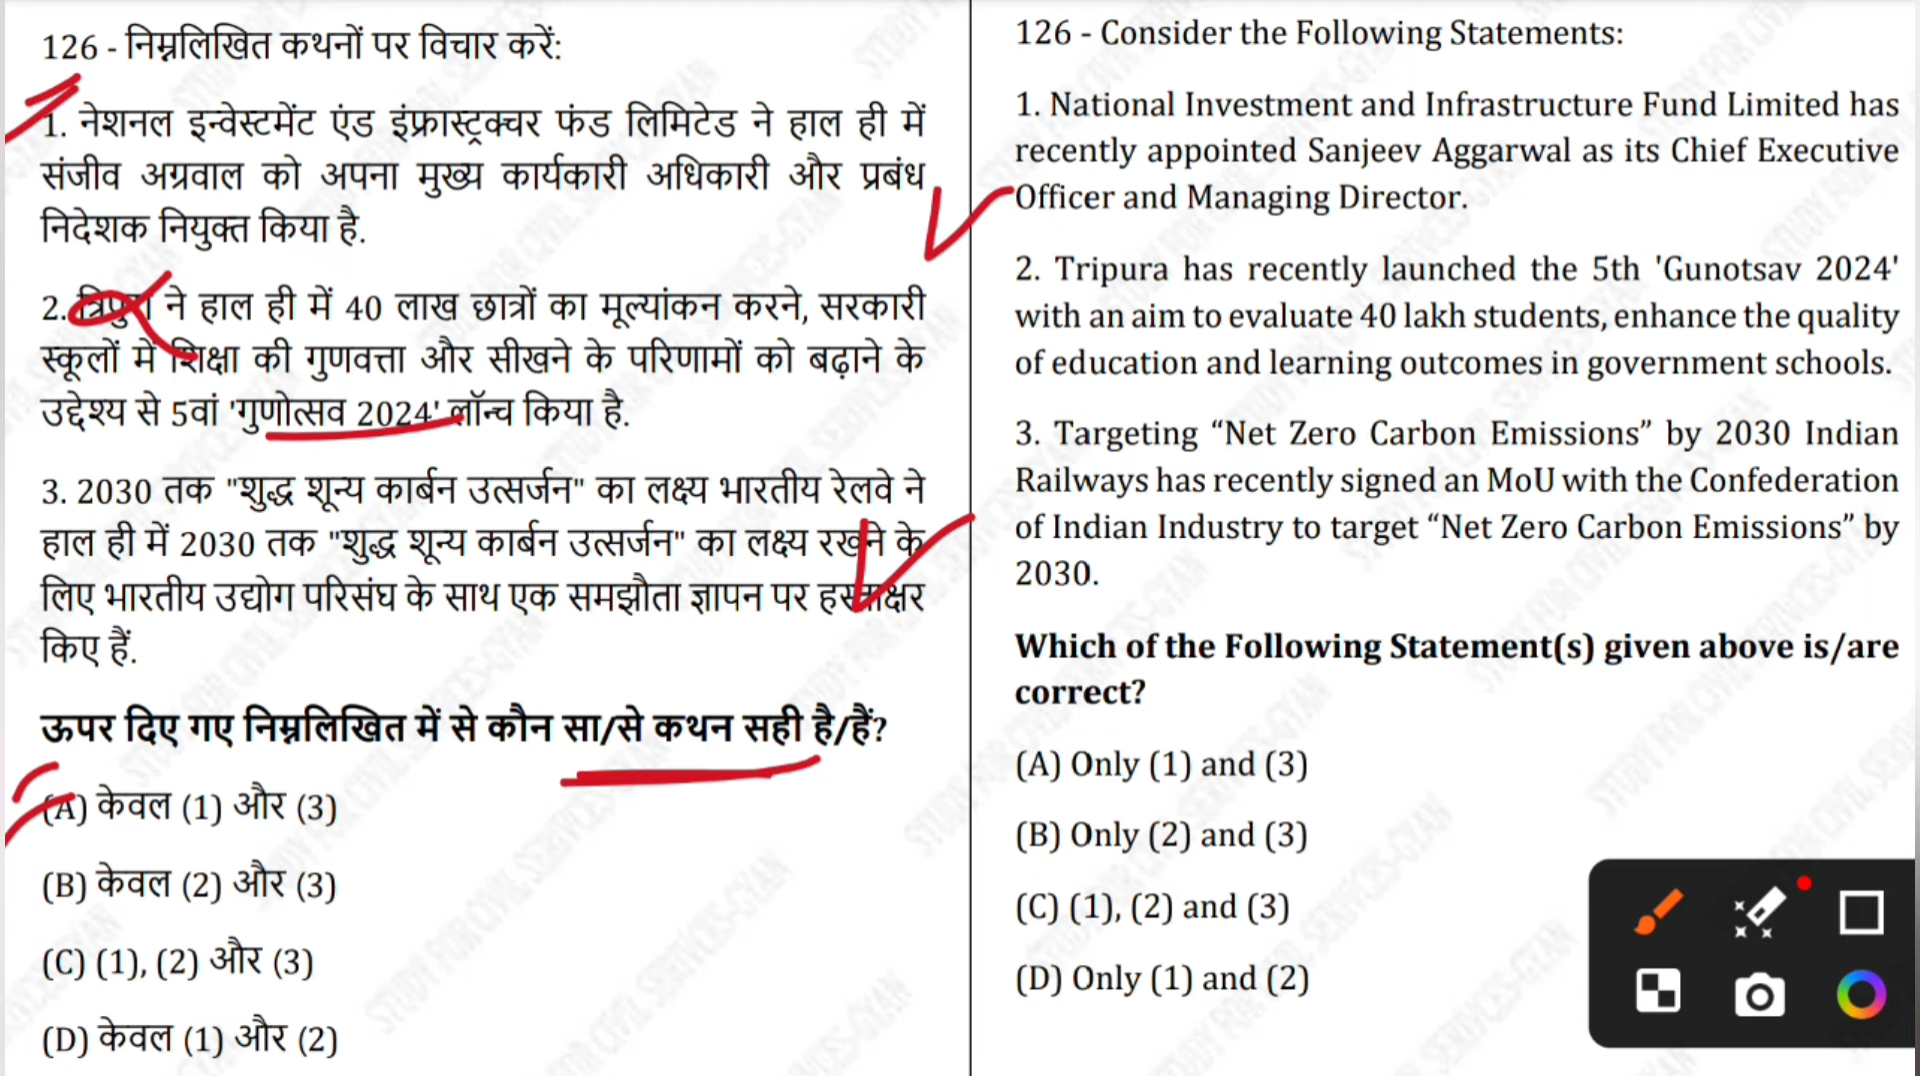 126 - निम्नलिखित कथनों पर विचार करें:
1. नेशनल इन्वेस्टमेंट एंड इंफ्रास्ट्रक्चर फंड लिमिटेड ने हाल ही में
संजीव अग्रवाल को अपना मुख्य कार्यकारी अधिकारी और प्रबंध
निदेशक नियुक्त किया है.
2. त्रिपुरा ने हाल ही में 40 लाख छात्रों का मूल्यांकन करने, सरकारी
स्कूलों में शिक्षा की गुणवत्ता और सीखने के परिणामों को बढ़ाने के
उद्देश्य से 5वां 'गुणोत्सव 2024' लॉन्च किया है.
3. 2030 तक "शुद्ध शून्य कार्बन उत्सर्जन" का लक्ष्य भारतीय रेलवे ने
हाल ही में 2030 तक "शुद्ध शून्य कार्बन उत्सर्जन" का लक्ष्य रखने के
लिए भारतीय उद्योग परिसंघ के साथ एक समझौता ज्ञापन पर हस्ताक्षर
किए हैं.
ऊपर दिए गए निम्नलिखित में से कौन सा/से कथन सही है/हैं?
(A) केवल (1) और (3)
(B) केवल (2) और (3)
(C) (1), (2) और (3)
(D) केवल (1) और (2)
126 - Consider the Following Statements:
1. National Investment and Infrastructure Fund Limited has
recently appointed Sanjeev Aggarwal as its Chief Executive
Officer and Managing Director.
2. Tripura has recently launched the 5th 'Gunotsav 2024'
with an aim to evaluate 40 lakh students, enhance the quality
of education and learning outcomes in government schools.
3. Targeting “Net Zero Carbon Emissions” by 2030 Indian
Railways has recently signed an MoU with the Confederation
of Indian Industry to target “Net Zero Carbon Emissions” by
2030.
Which of the Following Statement(s) given above is/are
correct?
(A) Only (1) and (3)
(B) Only (2) and (3)
(C) (1), (2) and (3)
(D) Only (1) and (2)
STUDY FOR CIVIL SERVICES-GYAN